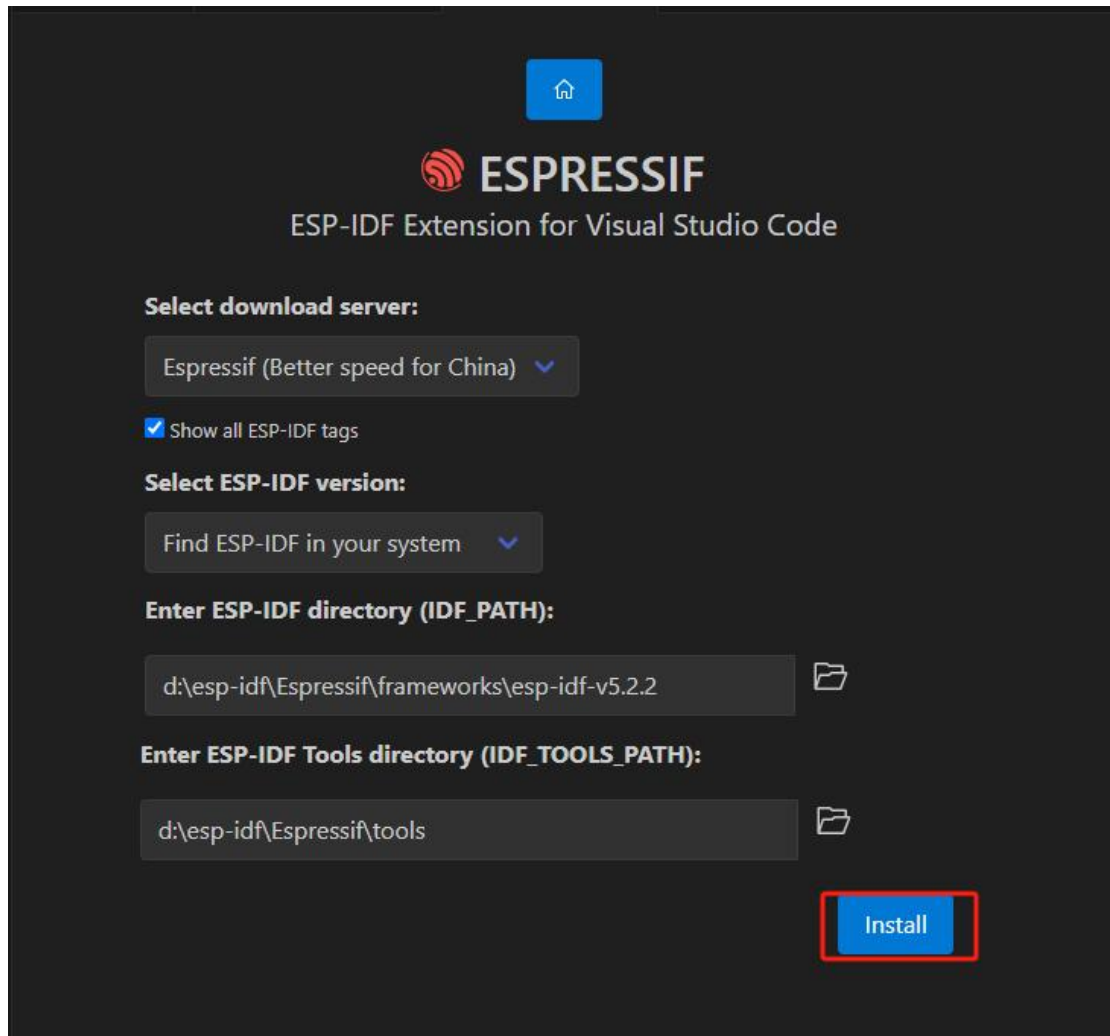 ESPRESSIF
ESP-IDF Extension for Visual Studio Code
Select download server:
Espressif (Better speed for China)
Show all ESP-IDF tags
Select ESP-IDF version:
Find ESP-IDF in your system
Enter ESP-IDF directory (IDF_PATH):
d:\esp-idf\Espressif\frameworks\esp-idf-v5.2.2
Enter ESP-IDF Tools directory (IDF_TOOLS_PATH):
d:\esp-idf\Espressif\tools
Install